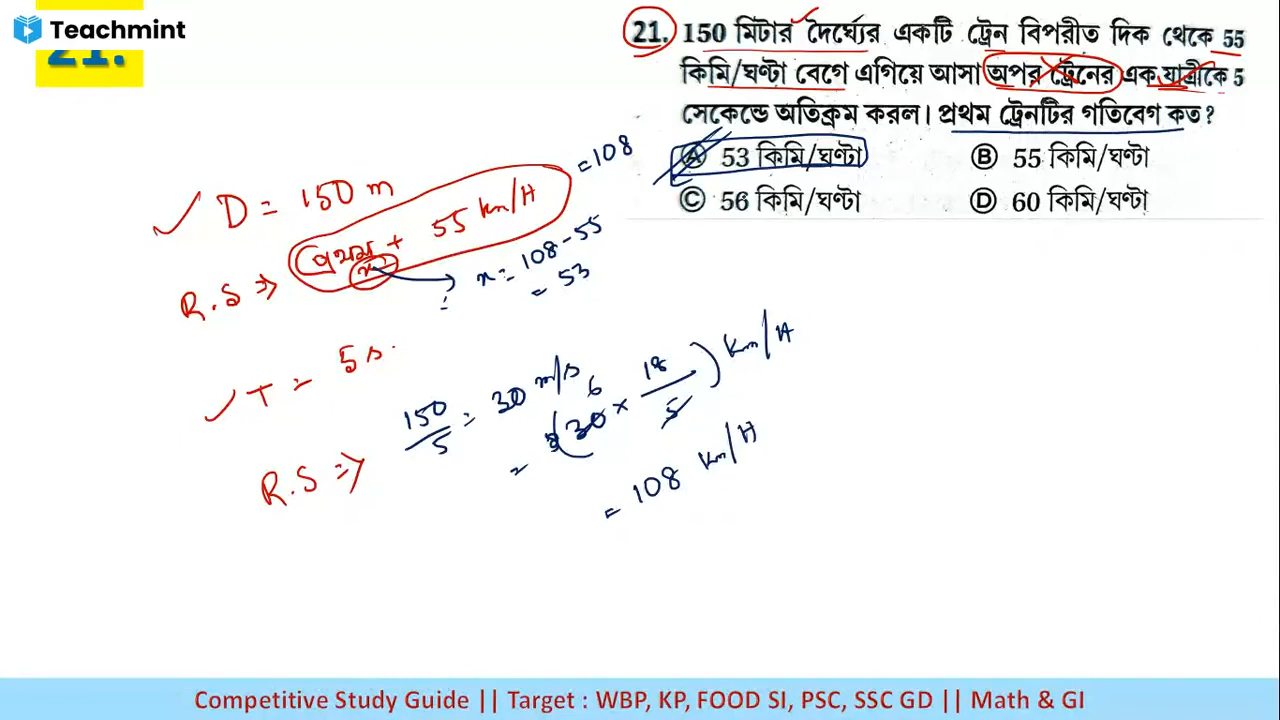 Teachmint
21.
21. 150 মিটার দৈর্ঘ্যের একটি ট্রেন বিপরীত দিক থেকে 55
কিমি/ঘণ্টা বেগে এগিয়ে আসা অপর ট্রেনের এক যাত্রীকে 5
সেকেন্ডে অতিক্রম করল। প্রথম ট্রেনটির গতিবেগ কত?
A 53 কিমি/ঘণ্টা B 55 কিমি/ঘণ্টা
C 56 কিমি/ঘণ্টা D 60 কিমি/ঘণ্টা
D = 150 m
R.S ⇒ প্রথম + 55 km/H = 108
x
x = 108 - 55
= 53
T = 5 s.
R.S ⇒ 150/5 = 30 m/s
= (30 × 18/5) km/H
6
= 108 km/H
Competitive Study Guide || Target : WBP, KP, FOOD SI, PSC, SSC GD || Math & GI